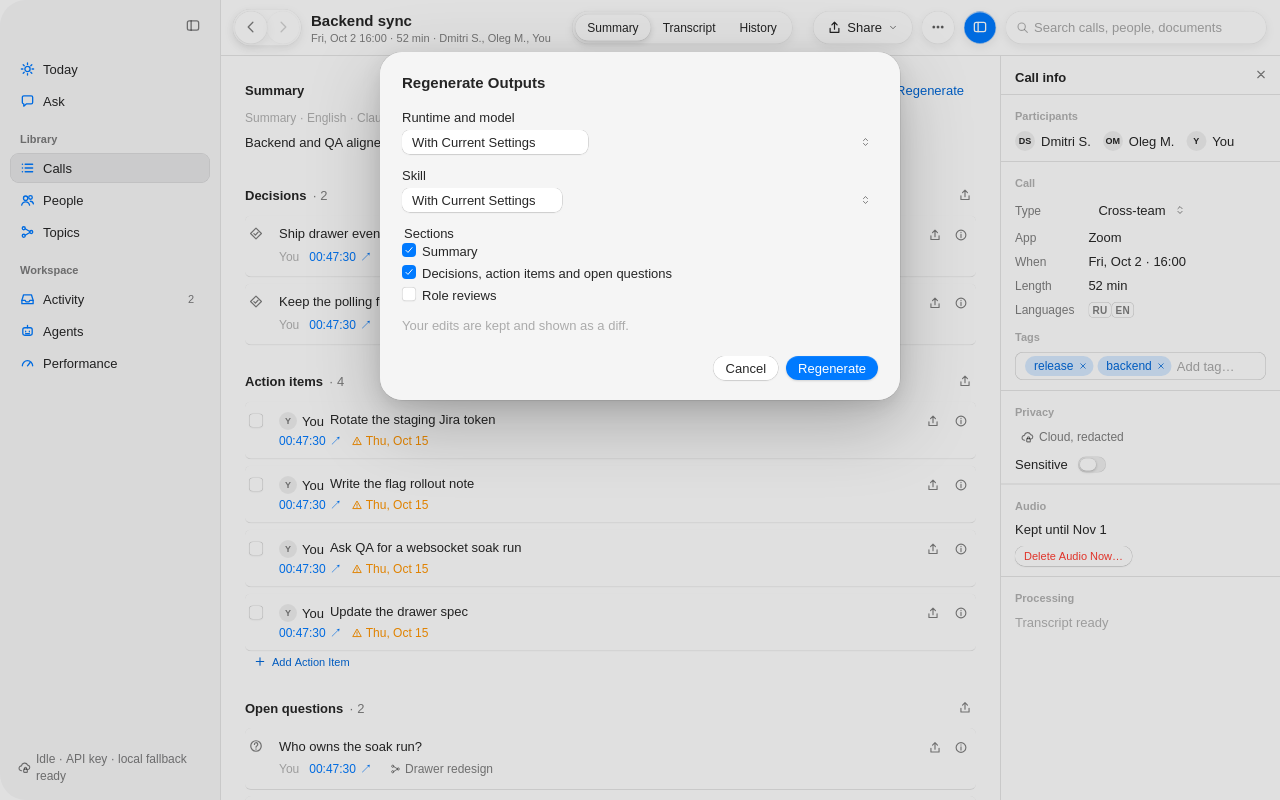 Today
Ask
Library
Calls
People
Topics
Workspace
Activity 2
Agents
Performance
Idle · API key · local fallback
ready
Backend sync
Fri, Oct 2 16:00 · 52 min · Dmitri S., Oleg M., You
Summary Transcript History
Share
Search calls, people, documents
Summary
Regenerate
Summary · English ·
Backend and QA
Decisions · 2
Ship drawer
You 00:47:30
Keep the polling
You 00:47:30
Action items · 4
Y You Rotate the staging Jira token
00:47:30 Thu, Oct 15
Y You Write the flag rollout note
00:47:30 Thu, Oct 15
Y You Ask QA for a websocket soak run
00:47:30 Thu, Oct 15
Y You Update the drawer spec
00:47:30 Thu, Oct 15
Add Action Item
Open questions · 2
Who owns the soak run?
You 00:47:30 Drawer redesign
Regenerate Outputs
Runtime and model
With Current Settings
Skill
With Current Settings
Sections
Summary
Decisions, action items and open questions
Role reviews
Your edits are kept and shown as a diff.
Cancel Regenerate
Call info
Participants
DS Dmitri S. OM Oleg M. Y You
Call
Type Cross-team
App Zoom
When Fri, Oct 2 · 16:00
Length 52 min
Languages RU EN
Tags
release backend Add tag…
Privacy
Cloud, redacted
Sensitive
Audio
Kept until Nov 1
Delete Audio Now…
Processing
Transcript ready